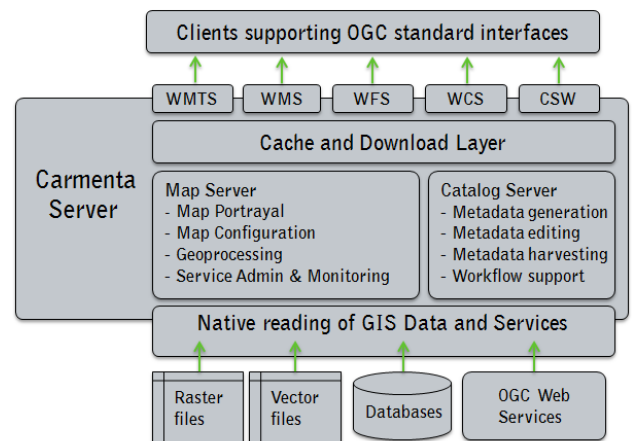 Clients supporting OGC standard interfaces
WMTS WMS WFS WCS CSW
Cache and Download Layer
Carmenta
Server
Map Server
- Map Portrayal
- Map Configuration
- Geoprocessing
- Service Admin & Monitoring
Catalog Server
- Metadata generation
- Metadata editing
- Metadata harvesting
- Workflow support
Native reading of GIS Data and Services
Raster
files
Vector
files
Databases
OGC Web
Services